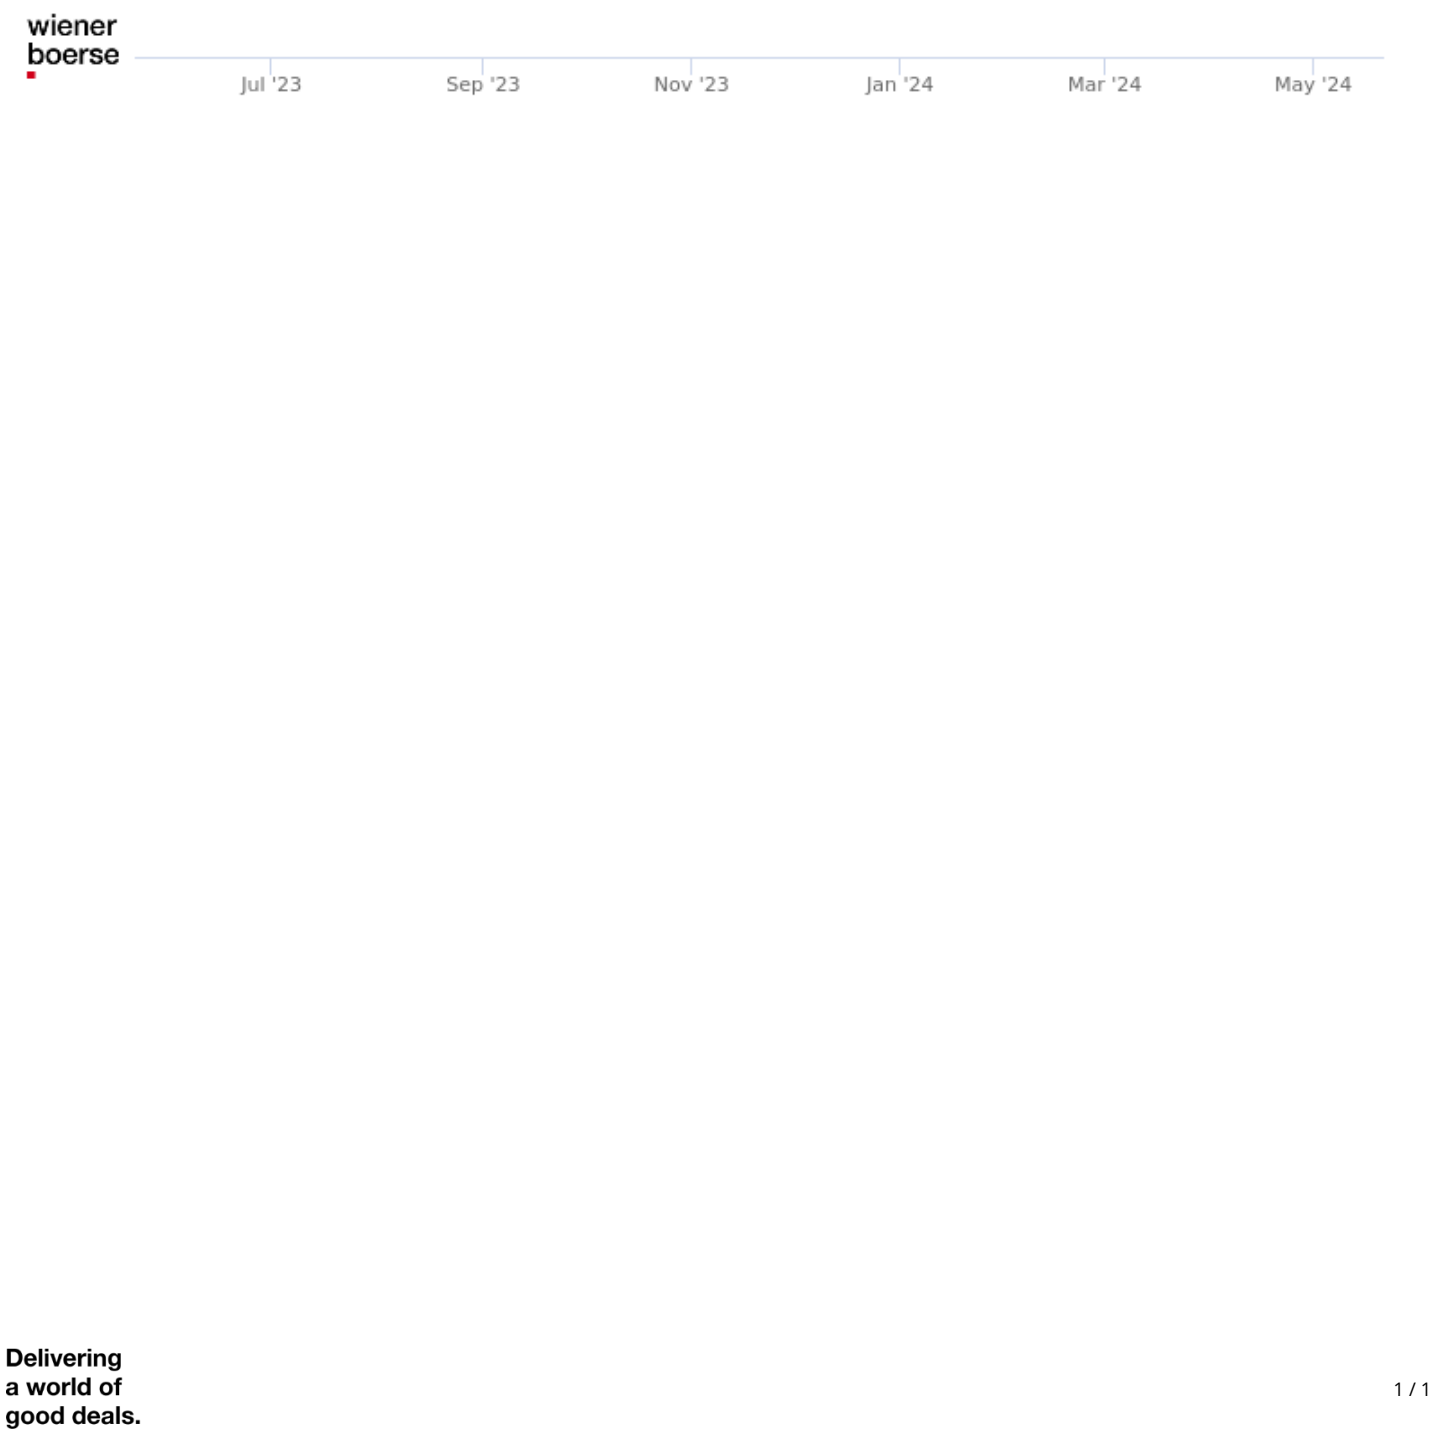 wiener
boerse
Jul '23 Sep '23 Nov '23 Jan '24 Mar '24 May '24
Delivering
a world of
good deals.
1 / 1